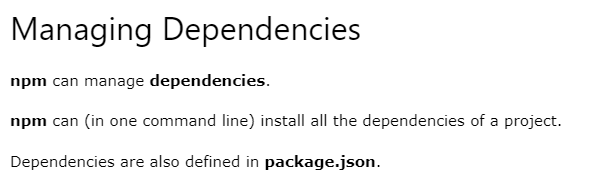 Managing Dependencies
npm can manage dependencies.
npm can (in one command line) install all the dependencies of a project.
Dependencies are also defined in package.json.